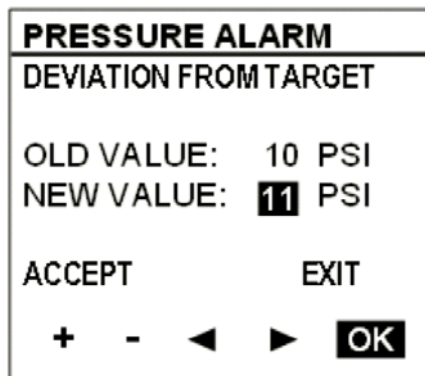 PRESSURE ALARM
DEVIATION FROM TARGET
OLD VALUE: 10 PSI
NEW VALUE: 11 PSI
ACCEPT EXIT
+ - ◄ ► OK